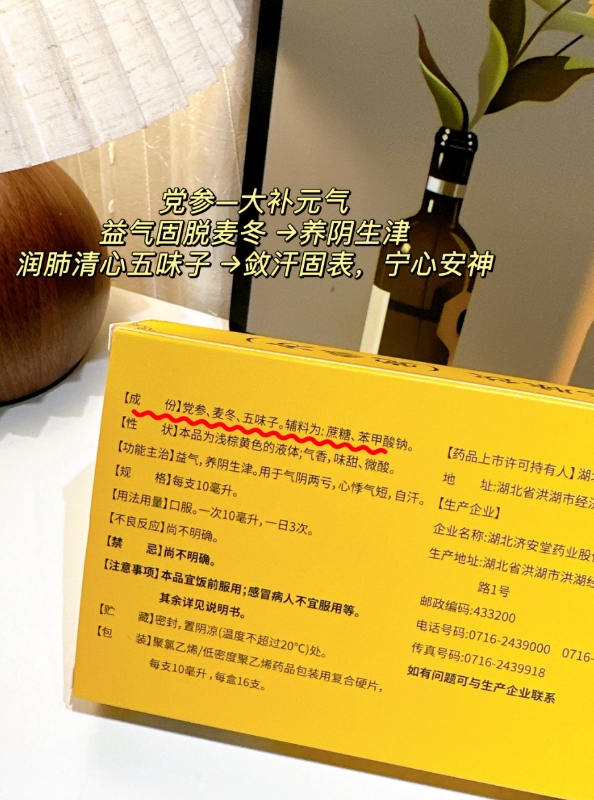 党参—大补元气
益气固脱麦冬 →养阴生津
润肺清心五味子 →敛汗固表，宁心安神
【成 份】党参、麦冬、五味子。辅料为：蔗糖、苯甲酸钠。
【性 状】本品为浅棕黄色的液体；气香，味甜、微酸。
【功能主治】益气，养阴生津。用于气阴两亏，心悸气短，自汗。
【规 格】每支10毫升。
【用法用量】口服。一次10毫升，一日3次。
【不良反应】尚不明确。
【禁 忌】尚不明确。
【注意事项】本品宜饭前服用；感冒病人不宜服用等。
其余详见说明书。
【贮 藏】密封，置阴凉(温度不超过20℃)处。
【包 装】聚氯乙烯/低密度聚乙烯药品包装用复合硬片，
每支10毫升，每盒16支。
【药品上市许可持有人】湖
地 址：湖北省洪湖市经济
【生产企业】
企业名称：湖北济安堂药业股
生产地址：湖北省洪湖市洪湖经
路1号
邮政编码：433200
电话号码：0716-2439000 0716-
传真号码：0716-2439918
如有问题可与生产企业联系